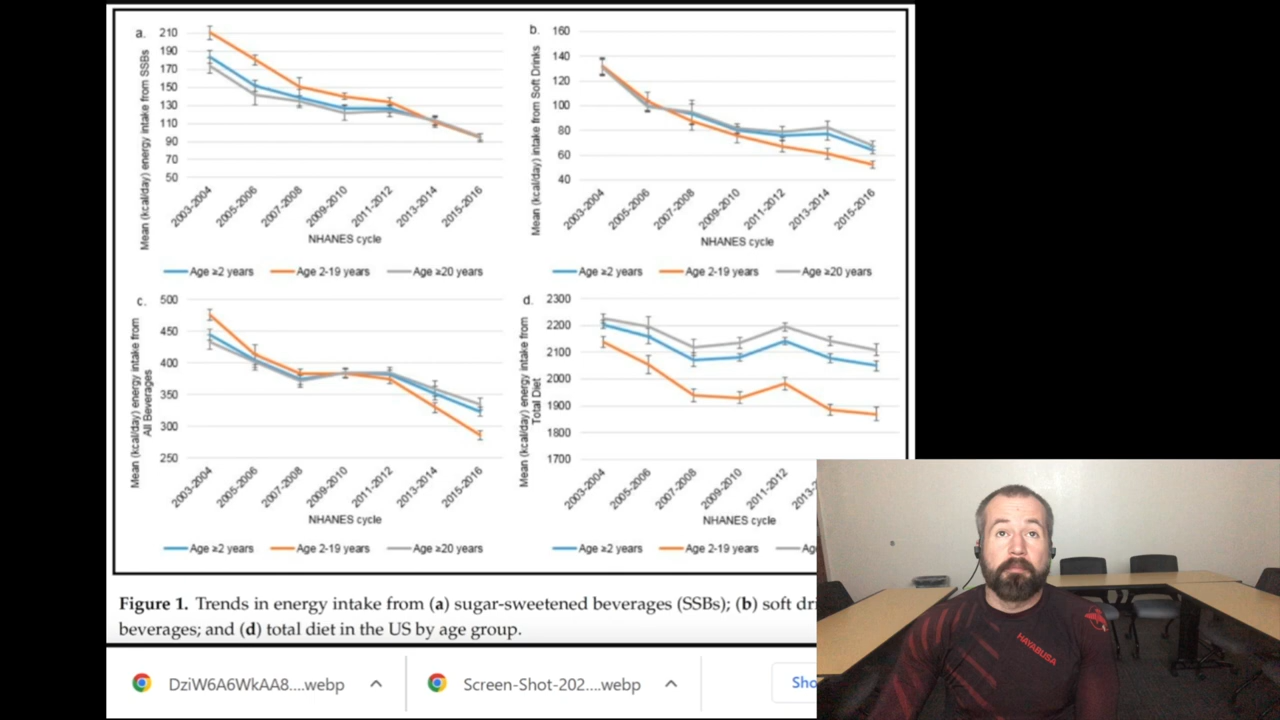 a.
Mean (kcal/day) energy intake from SSBs
210
190
170
150
130
110
90
70
50
2003-2004
2005-2006
2007-2008
2009-2010
2011-2012
2013-2014
2015-2016
NHANES cycle
Age ≥2 years Age 2-19 years Age ≥20 years
b.
Mean (kcal/day) intake from Soft Drinks
160
140
120
100
80
60
40
2003-2004
2005-2006
2007-2008
2009-2010
2011-2012
2013-2014
2015-2016
NHANES cycle
Age ≥2 years Age 2-19 years Age ≥20 years
c.
Mean (kcal/day) energy intake from
All Beverages
500
450
400
350
300
250
2003-2004
2005-2006
2007-2008
2009-2010
2011-2012
2013-2014
2015-2016
NHANES cycle
Age ≥2 years Age 2-19 years Age ≥20 years
d.
Mean (kcal/day) energy intake from
Total Diet
2300
2200
2100
2000
1900
1800
1700
2003-2004
2005-2006
2007-2008
2009-2010
2011-2012
2013-
NHANES cycle
Age ≥2 years Age 2-19 years Ag
Figure 1. Trends in energy intake from (a) sugar-sweetened beverages (SSBs); (b) soft dri
beverages; and (d) total diet in the US by age group.
DziW6A6WkAA8....webp Screen-Shot-202....webp Sho
HAYABUSA